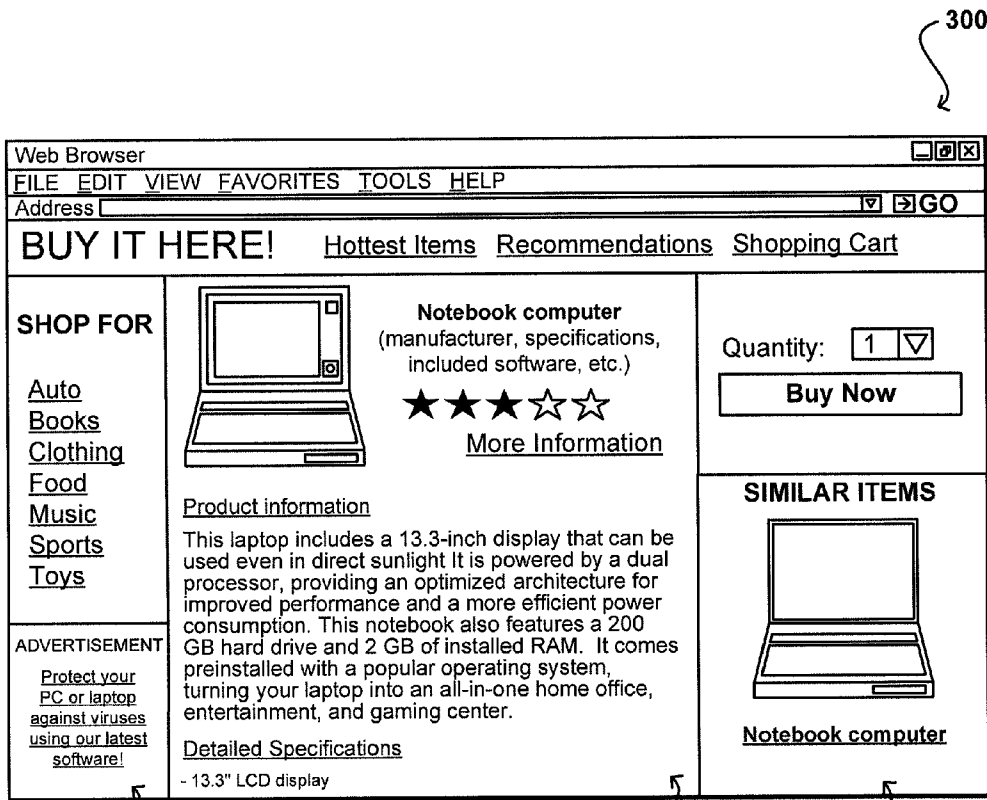 300
Web Browser
FILE EDIT VIEW FAVORITES TOOLS HELP
Address GO
BUY IT HERE! Hottest Items Recommendations Shopping Cart
SHOP FOR
Auto
Books
Clothing
Food
Music
Sports
Toys
ADVERTISEMENT
Protect your
PC or laptop
against viruses
using our latest
software!
Notebook computer
(manufacturer, specifications,
included software, etc.)
More Information
Product information
This laptop includes a 13.3-inch display that can be
used even in direct sunlight It is powered by a dual
processor, providing an optimized architecture for
improved performance and a more efficient power
consumption. This notebook also features a 200
GB hard drive and 2 GB of installed RAM. It comes
preinstalled with a popular operating system,
turning your laptop into an all-in-one home office,
entertainment, and gaming center.
Detailed Specifications
- 13.3" LCD display
Quantity: 1
Buy Now
SIMILAR ITEMS
Notebook computer